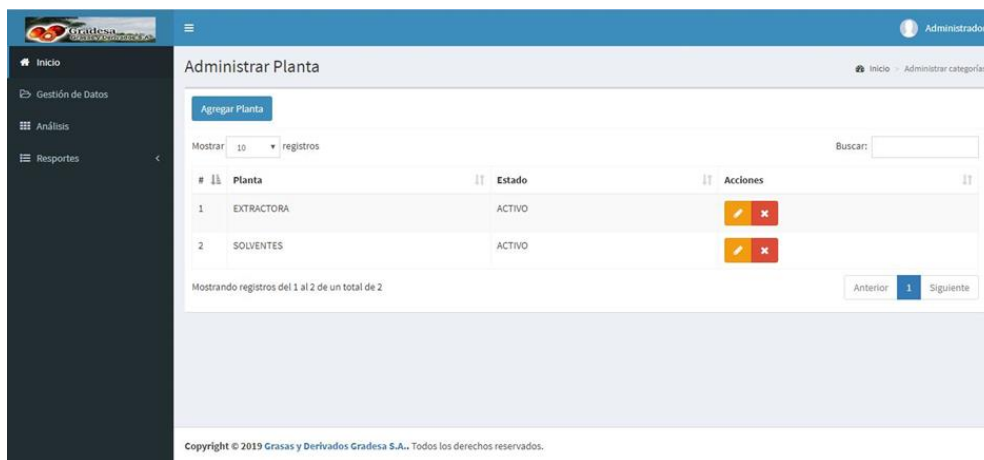 Gradesa
Administrador
Inicio
Gestión de Datos
Análisis
Resportes
Administrar Planta
Inicio > Administrar categorías
Agregar Planta
Mostrar 10 registros
Buscar:
# Planta Estado Acciones
1 EXTRACTORA ACTIVO
2 SOLVENTES ACTIVO
Mostrando registros del 1 al 2 de un total de 2
Anterior 1 Siguiente
Copyright © 2019 Grasas y Derivados Gradesa S.A.. Todos los derechos reservados.